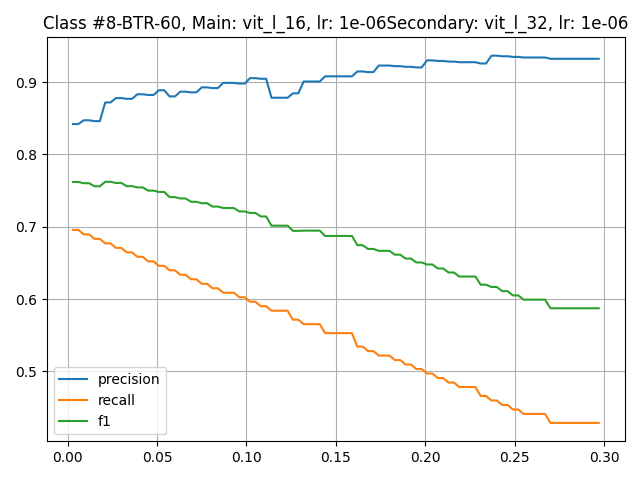 Class #8-BTR-60, Main: vit_l_16, lr: 1e-06Secondary: vit_l_32, lr: 1e-06
0.9
0.8
0.7
0.6
0.5
precision
recall
f1
0.00 0.05 0.10 0.15 0.20 0.25 0.30